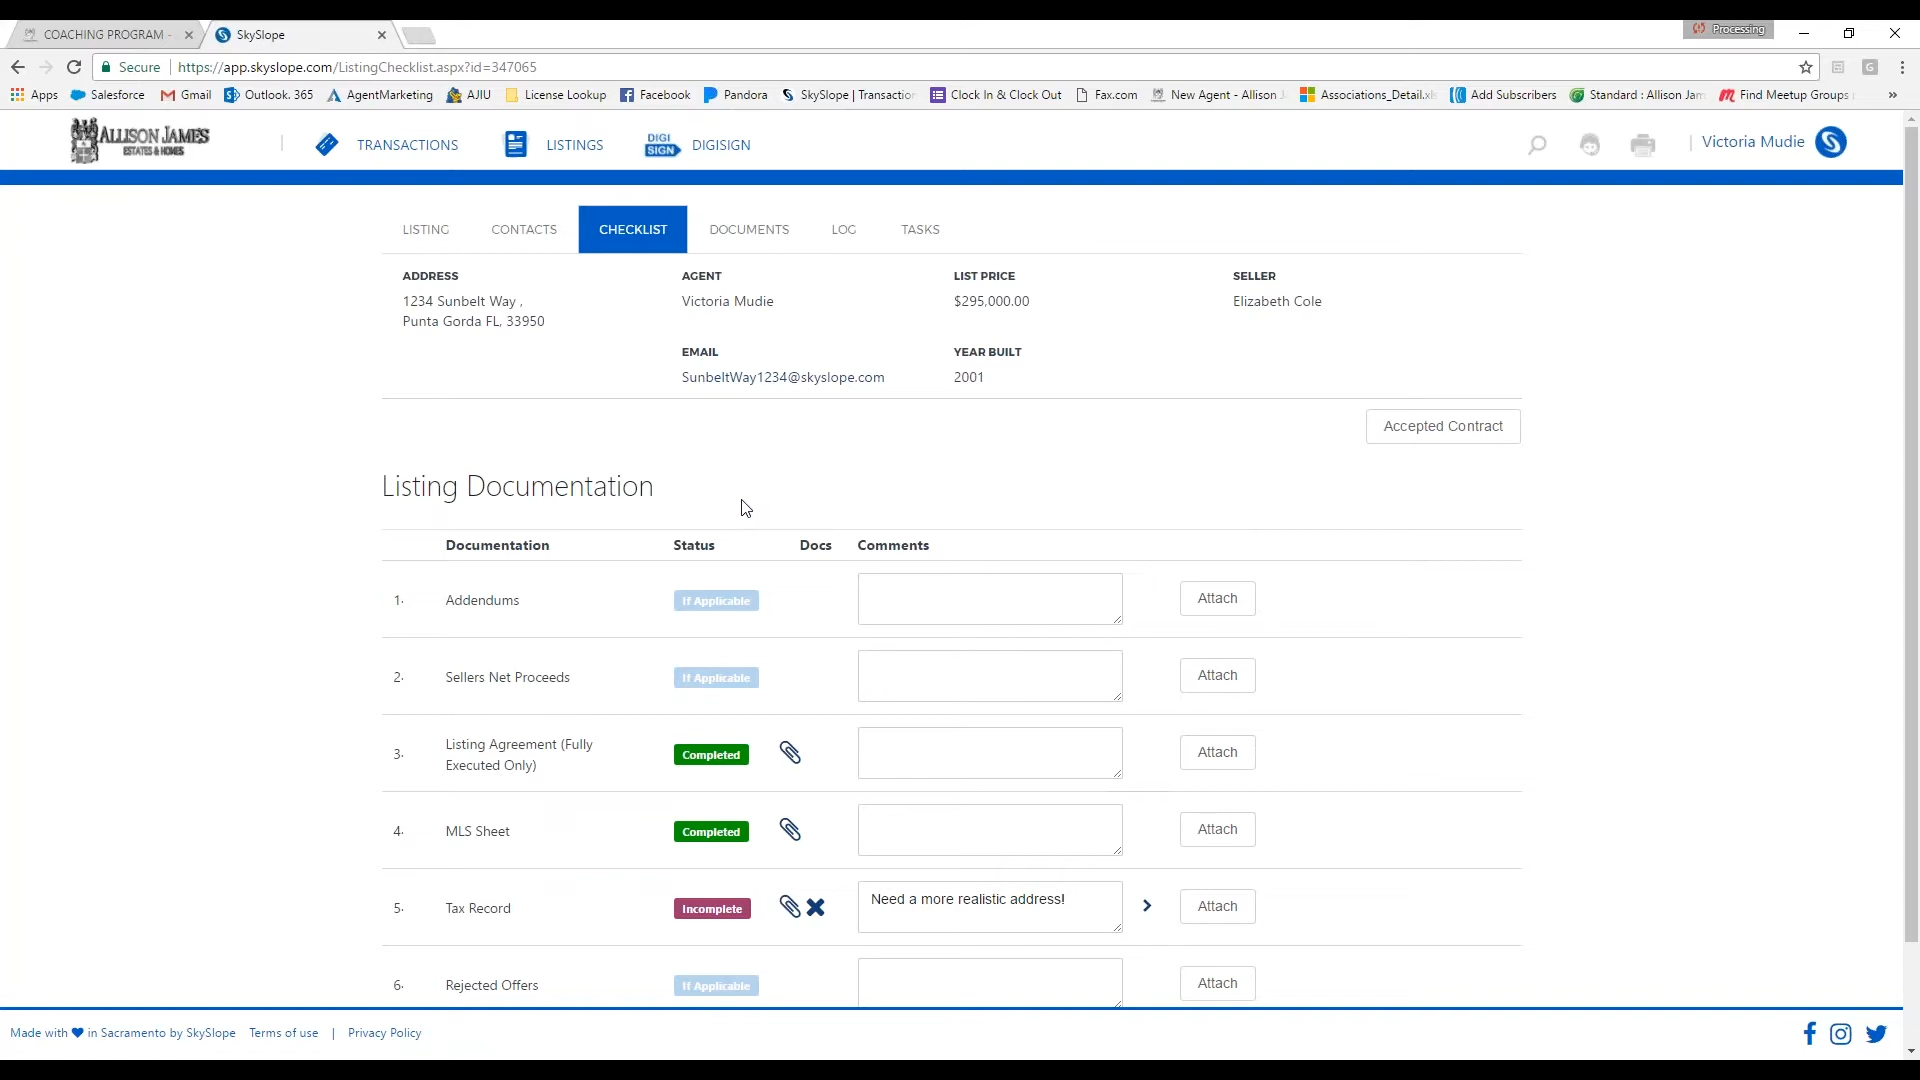 COACHING PROGRAM -
SkySlope
Processing
Secure
https://app.skyslope.com/ListingChecklist.aspx?id=347065
Apps
Salesforce
Gmail
Outlook. 365
AgentMarketing
AJIU
License Lookup
Facebook
Pandora
SkySlope | Transaction
Clock In & Clock Out
Fax.com
New Agent - Allison J
Associations_Detail.xls
Add Subscribers
Standard : Allison Jam
Find Meetup Groups
»
ALLISON JAMES
ESTATES & HOMES
TRANSACTIONS
LISTINGS
DIGI
SIGN
DIGISIGN
Victoria Mudie
LISTING
CONTACTS
CHECKLIST
DOCUMENTS
LOG
TASKS
ADDRESS
1234 Sunbelt Way ,
Punta Gorda FL, 33950
AGENT
Victoria Mudie
LIST PRICE
$295,000.00
SELLER
Elizabeth Cole
EMAIL
SunbeltWay1234@skyslope.com
YEAR BUILT
2001
Accepted Contract
Listing Documentation
Documentation Status Docs Comments
1. Addendums If Applicable Attach
2. Sellers Net Proceeds If Applicable Attach
3. Listing Agreement (Fully
Executed Only) Completed Attach
4. MLS Sheet Completed Attach
5. Tax Record Incomplete Need a more realistic address! Attach
6. Rejected Offers If Applicable Attach
Made with in Sacramento by SkySlope Terms of use | Privacy Policy